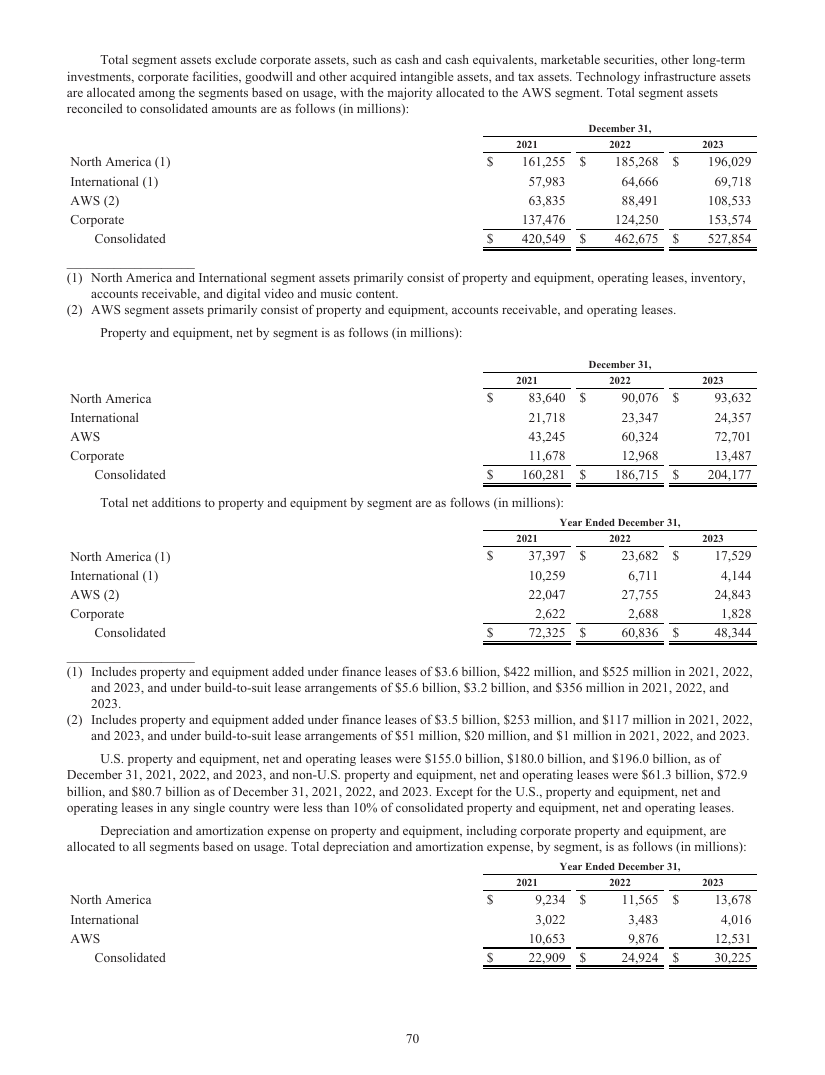 Total segment assets exclude corporate assets, such as cash and cash equivalents, marketable securities, other long-term
investments, corporate facilities, goodwill and other acquired intangible assets, and tax assets. Technology infrastructure assets
are allocated among the segments based on usage, with the majority allocated to the AWS segment. Total segment assets
reconciled to consolidated amounts are as follows (in millions):
December 31,
2021 2022 2023
North America (1) $ 161,255 $ 185,268 $ 196,029
International (1) 57,983 64,666 69,718
AWS (2) 63,835 88,491 108,533
Corporate 137,476 124,250 153,574
Consolidated $ 420,549 $ 462,675 $ 527,854
(1) North America and International segment assets primarily consist of property and equipment, operating leases, inventory,
accounts receivable, and digital video and music content.
(2) AWS segment assets primarily consist of property and equipment, accounts receivable, and operating leases.
Property and equipment, net by segment is as follows (in millions):
December 31,
2021 2022 2023
North America $ 83,640 $ 90,076 $ 93,632
International 21,718 23,347 24,357
AWS 43,245 60,324 72,701
Corporate 11,678 12,968 13,487
Consolidated $ 160,281 $ 186,715 $ 204,177
Total net additions to property and equipment by segment are as follows (in millions):
Year Ended December 31,
2021 2022 2023
North America (1) $ 37,397 $ 23,682 $ 17,529
International (1) 10,259 6,711 4,144
AWS (2) 22,047 27,755 24,843
Corporate 2,622 2,688 1,828
Consolidated $ 72,325 $ 60,836 $ 48,344
(1) Includes property and equipment added under finance leases of $3.6 billion, $422 million, and $525 million in 2021, 2022,
and 2023, and under build-to-suit lease arrangements of $5.6 billion, $3.2 billion, and $356 million in 2021, 2022, and
2023.
(2) Includes property and equipment added under finance leases of $3.5 billion, $253 million, and $117 million in 2021, 2022,
and 2023, and under build-to-suit lease arrangements of $51 million, $20 million, and $1 million in 2021, 2022, and 2023.
U.S. property and equipment, net and operating leases were $155.0 billion, $180.0 billion, and $196.0 billion, as of
December 31, 2021, 2022, and 2023, and non-U.S. property and equipment, net and operating leases were $61.3 billion, $72.9
billion, and $80.7 billion as of December 31, 2021, 2022, and 2023. Except for the U.S., property and equipment, net and
operating leases in any single country were less than 10% of consolidated property and equipment, net and operating leases.
Depreciation and amortization expense on property and equipment, including corporate property and equipment, are
allocated to all segments based on usage. Total depreciation and amortization expense, by segment, is as follows (in millions):
Year Ended December 31,
2021 2022 2023
North America $ 9,234 $ 11,565 $ 13,678
International 3,022 3,483 4,016
AWS 10,653 9,876 12,531
Consolidated $ 22,909 $ 24,924 $ 30,225
70